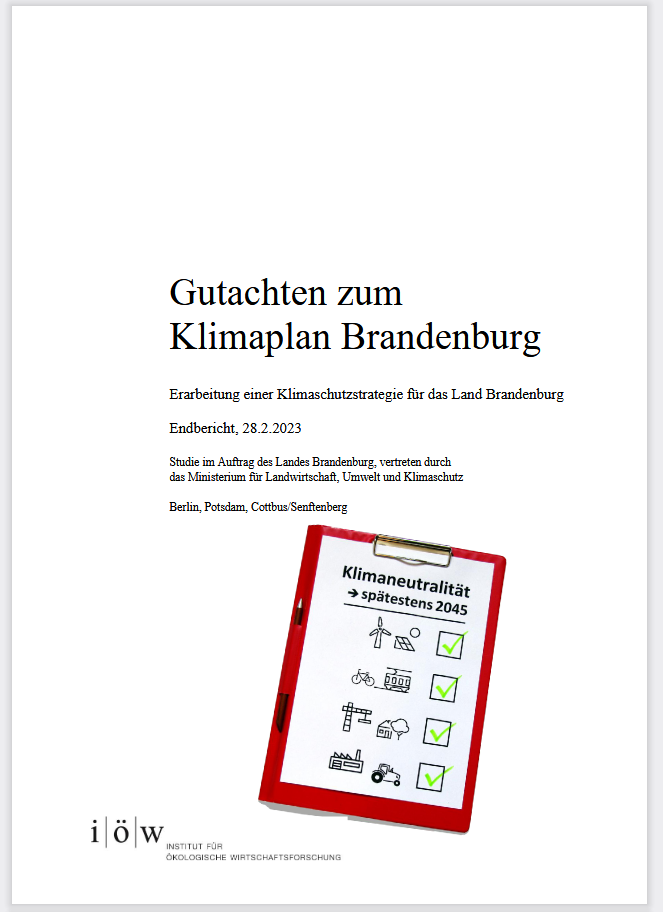 Gutachten zum
Klimaplan Brandenburg
Erarbeitung einer Klimaschutzstrategie für das Land Brandenburg
Endbericht, 28.2.2023
Studie im Auftrag des Landes Brandenburg, vertreten durch
das Ministerium für Landwirtschaft, Umwelt und Klimaschutz
Berlin, Potsdam, Cottbus/Senftenberg
Klimaneutralität
➔ spätestens 2045
i|ö|w
INSTITUT FÜR
ÖKOLOGISCHE WIRTSCHAFTSFORSCHUNG